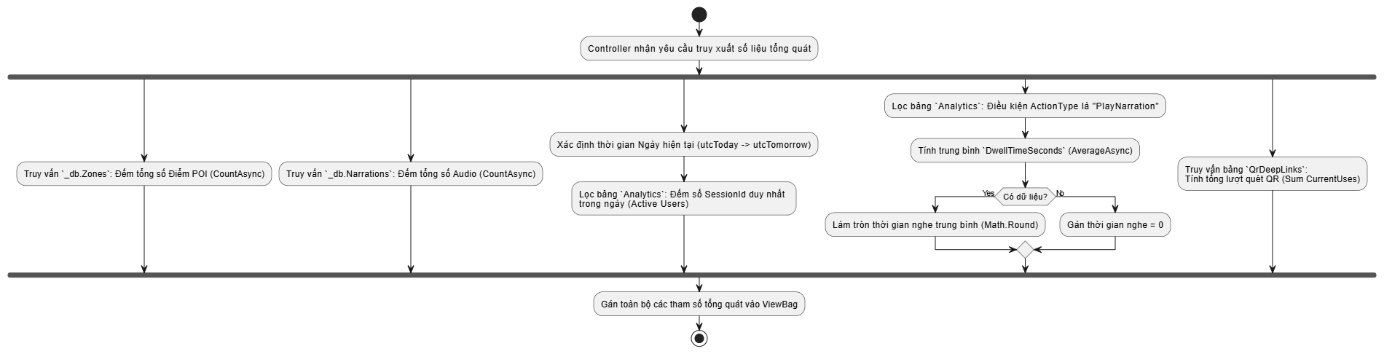 Controller nhận yêu cầu truy xuất số liệu tổng quát
Truy vấn `_db.Zones`: Đếm tổng số Điểm POI (CountAsync)
Truy vấn `_db.Narrations`: Đếm tổng số Audio (CountAsync)
Xác định thời gian Ngày hiện tại (utcToday -> utcTomorrow)
Lọc bảng `Analytics`: Đếm số SessionId duy nhất
trong ngày (Active Users)
Lọc bảng `Analytics`: Điều kiện ActionType là "PlayNarration"
Tính trung bình `DwellTimeSeconds` (AverageAsync)
Yes
Có dữ liệu?
No
Làm tròn thời gian nghe trung bình (Math.Round)
Gán thời gian nghe = 0
Truy vấn bảng `QrDeepLinks`:
Tính tổng lượt quét QR (Sum CurrentUses)
Gán toàn bộ các tham số tổng quát vào ViewBag